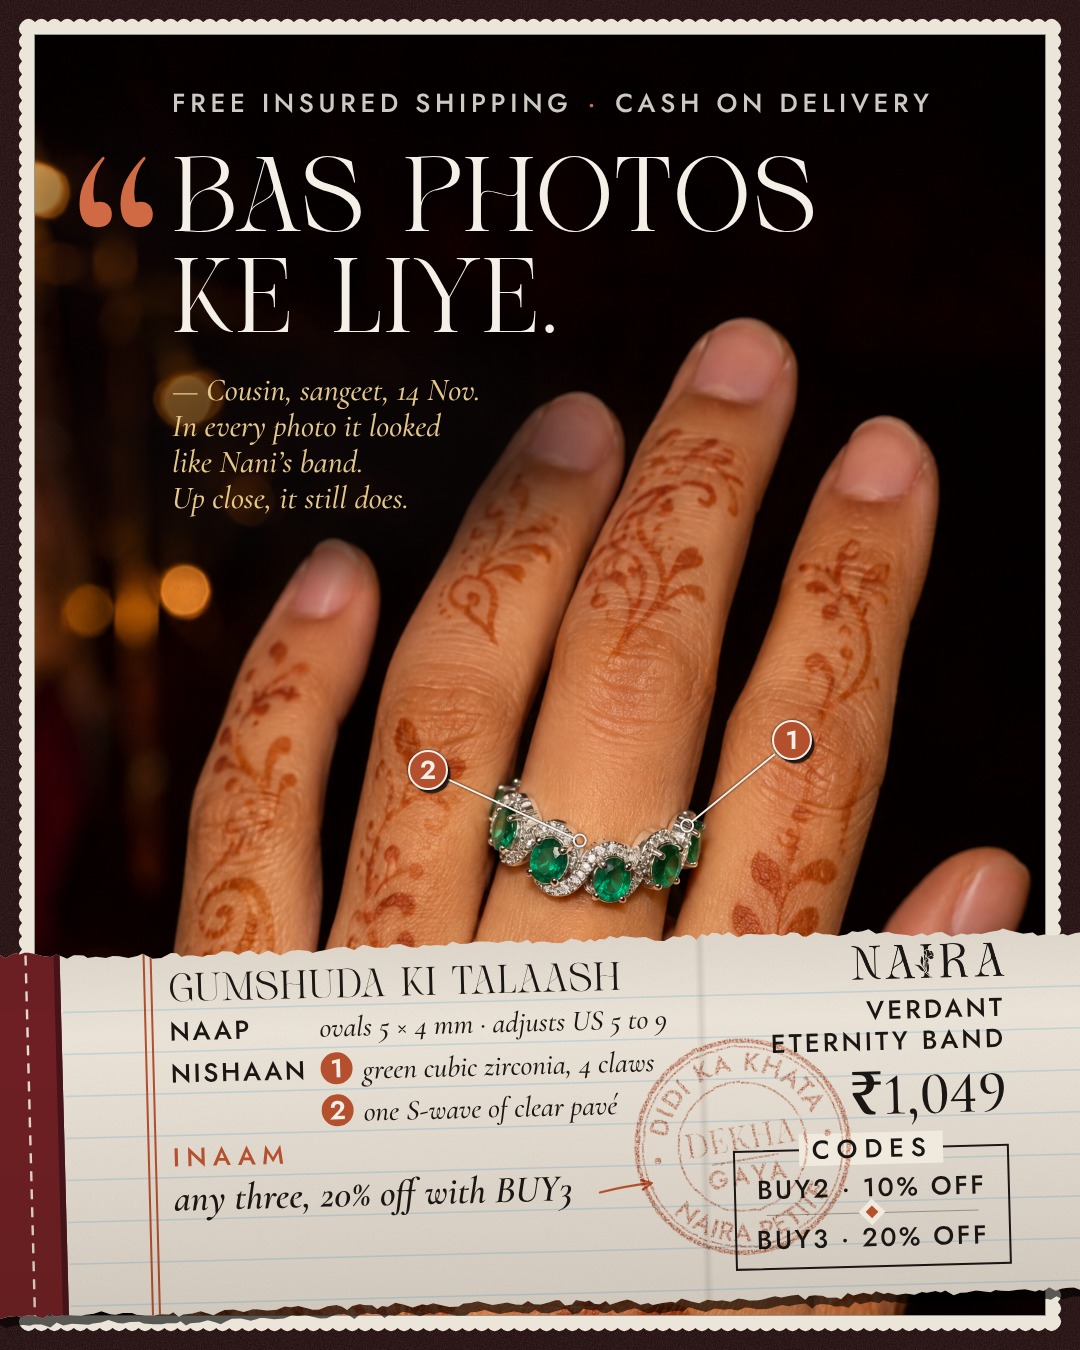 FREE INSURED SHIPPING · CASH ON DELIVERY
“BAS PHOTOS
KE LIYE.
— Cousin, sangeet, 14 Nov.
In every photo it looked
like Nani’s band.
Up close, it still does.
1
2
GUMSHUDA KI TALAASH
NAAP ovals 5 × 4 mm · adjusts US 5 to 9
NISHAAN 1 green cubic zirconia, 4 claws
2 one S-wave of clear pavé
INAAM
any three, 20% off with BUY3
NAIRA
VERDANT
ETERNITY BAND
₹1,049
DIDI KA KHATA
DEKHA
GAYA
NAIRA
CODES
BUY2 · 10% OFF
BUY3 · 20% OFF